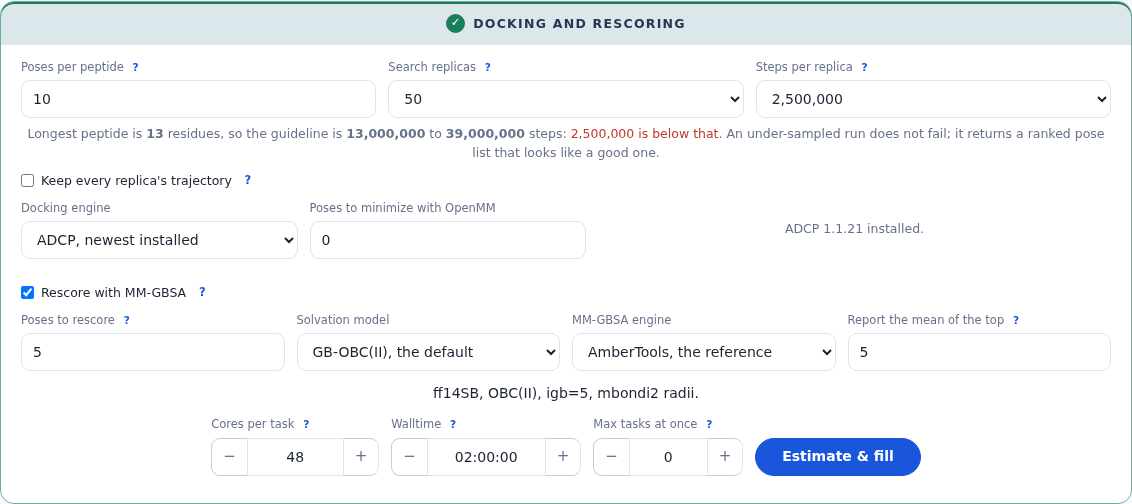 ✓ DOCKING AND RESCORING
Poses per peptide ? Search replicas ? Steps per replica ?
10 50 2,500,000
Longest peptide is 13 residues, so the guideline is 13,000,000 to 39,000,000 steps: 2,500,000 is below that. An under-sampled run does not fail; it returns a ranked pose
list that looks like a good one.
Keep every replica's trajectory ?
Docking engine Poses to minimize with OpenMM
ADCP, newest installed 0 ADCP 1.1.21 installed.
Rescore with MM-GBSA ?
Poses to rescore ? Solvation model MM-GBSA engine Report the mean of the top ?
5 GB-OBC(II), the default AmberTools, the reference 5
ff14SB, OBC(II), igb=5, mbondi2 radii.
Cores per task ? Walltime ? Max tasks at once ?
− 48 + − 02:00:00 + − 0 + Estimate & fill